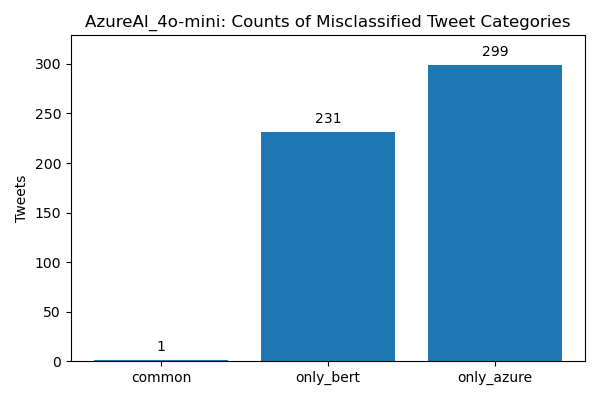 AzureAI_4o-mini: Counts of Misclassified Tweet Categories
Tweets
300
250
200
150
100
50
0
1
231
299
common
only_bert
only_azure